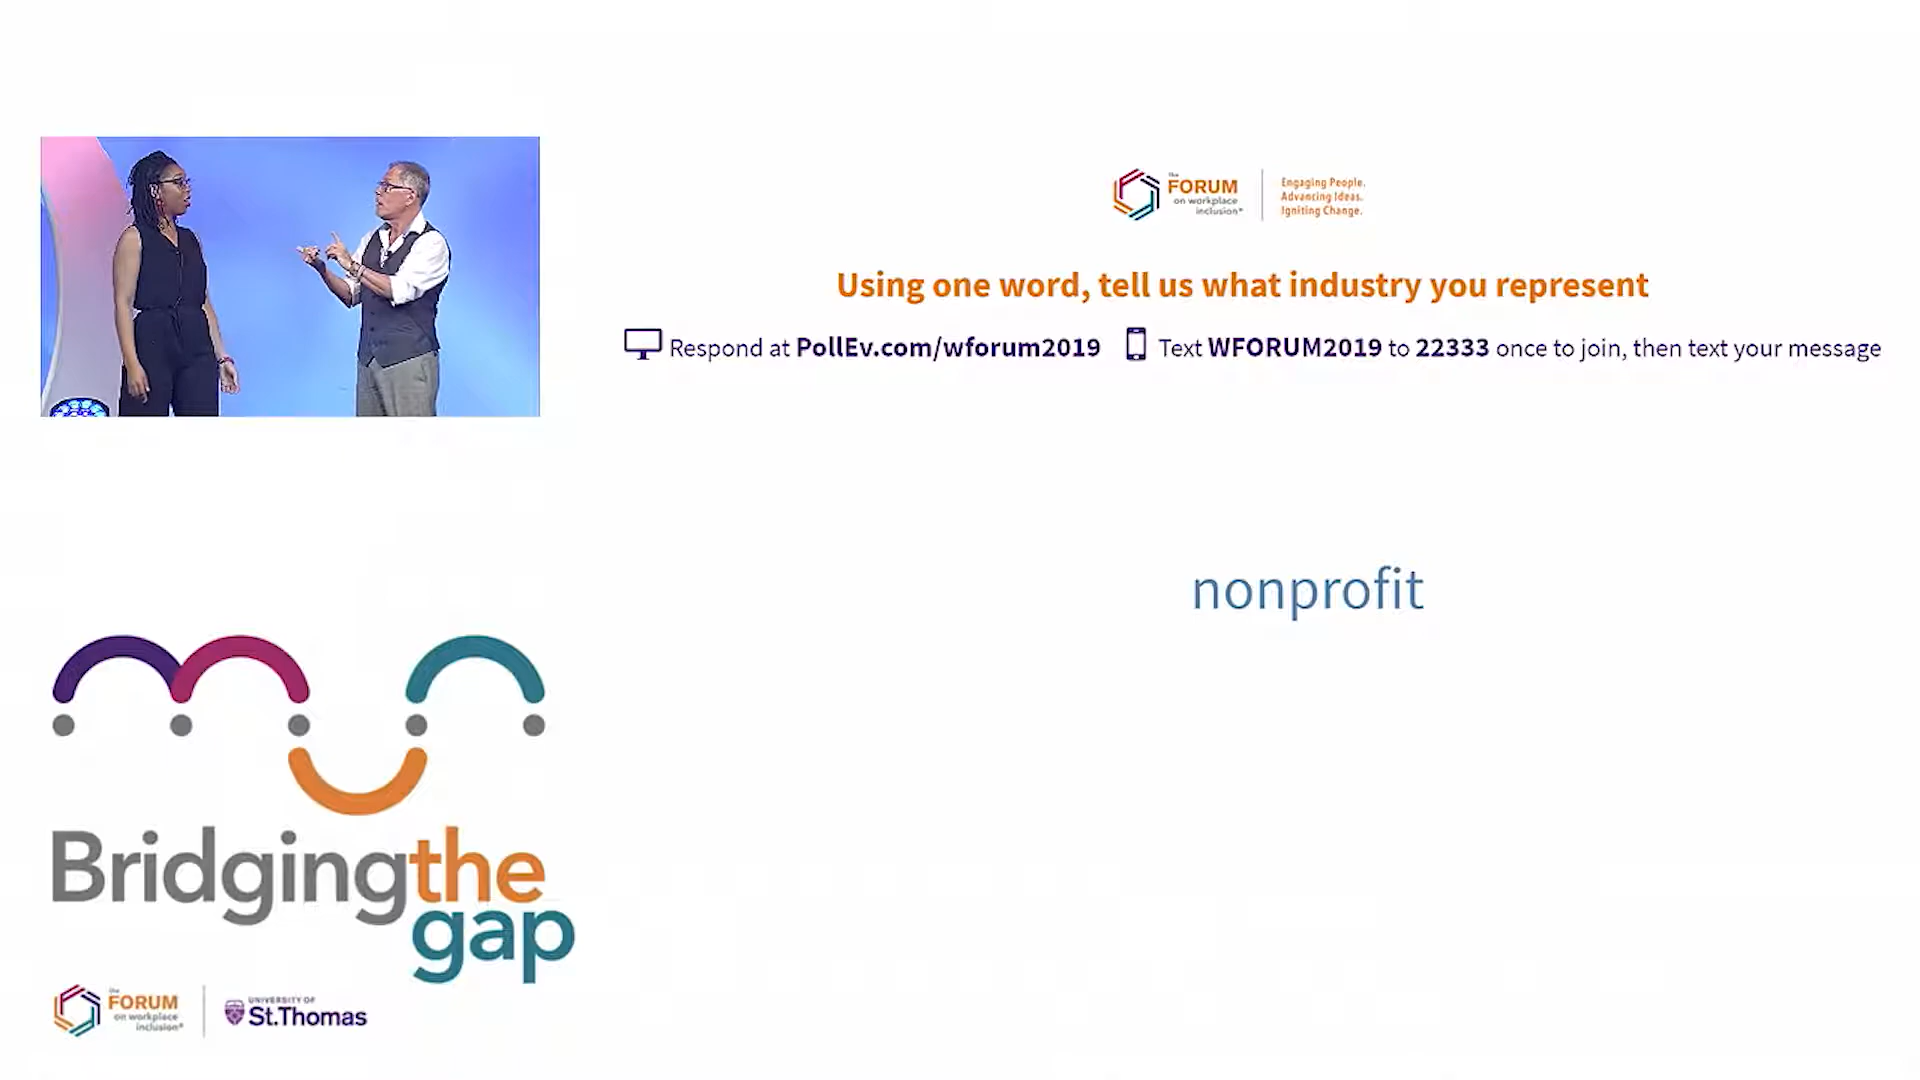 the
FORUM
on workplace
inclusion®
Engaging People.
Advancing Ideas.
Igniting Change.
Using one word, tell us what industry you represent
Respond at PollEv.com/wforum2019
Text WFORUM2019 to 22333 once to join, then text your message
nonprofit
Bridgingthe
gap
the
FORUM
on workplace
inclusion®
UNIVERSITY OF
St.Thomas